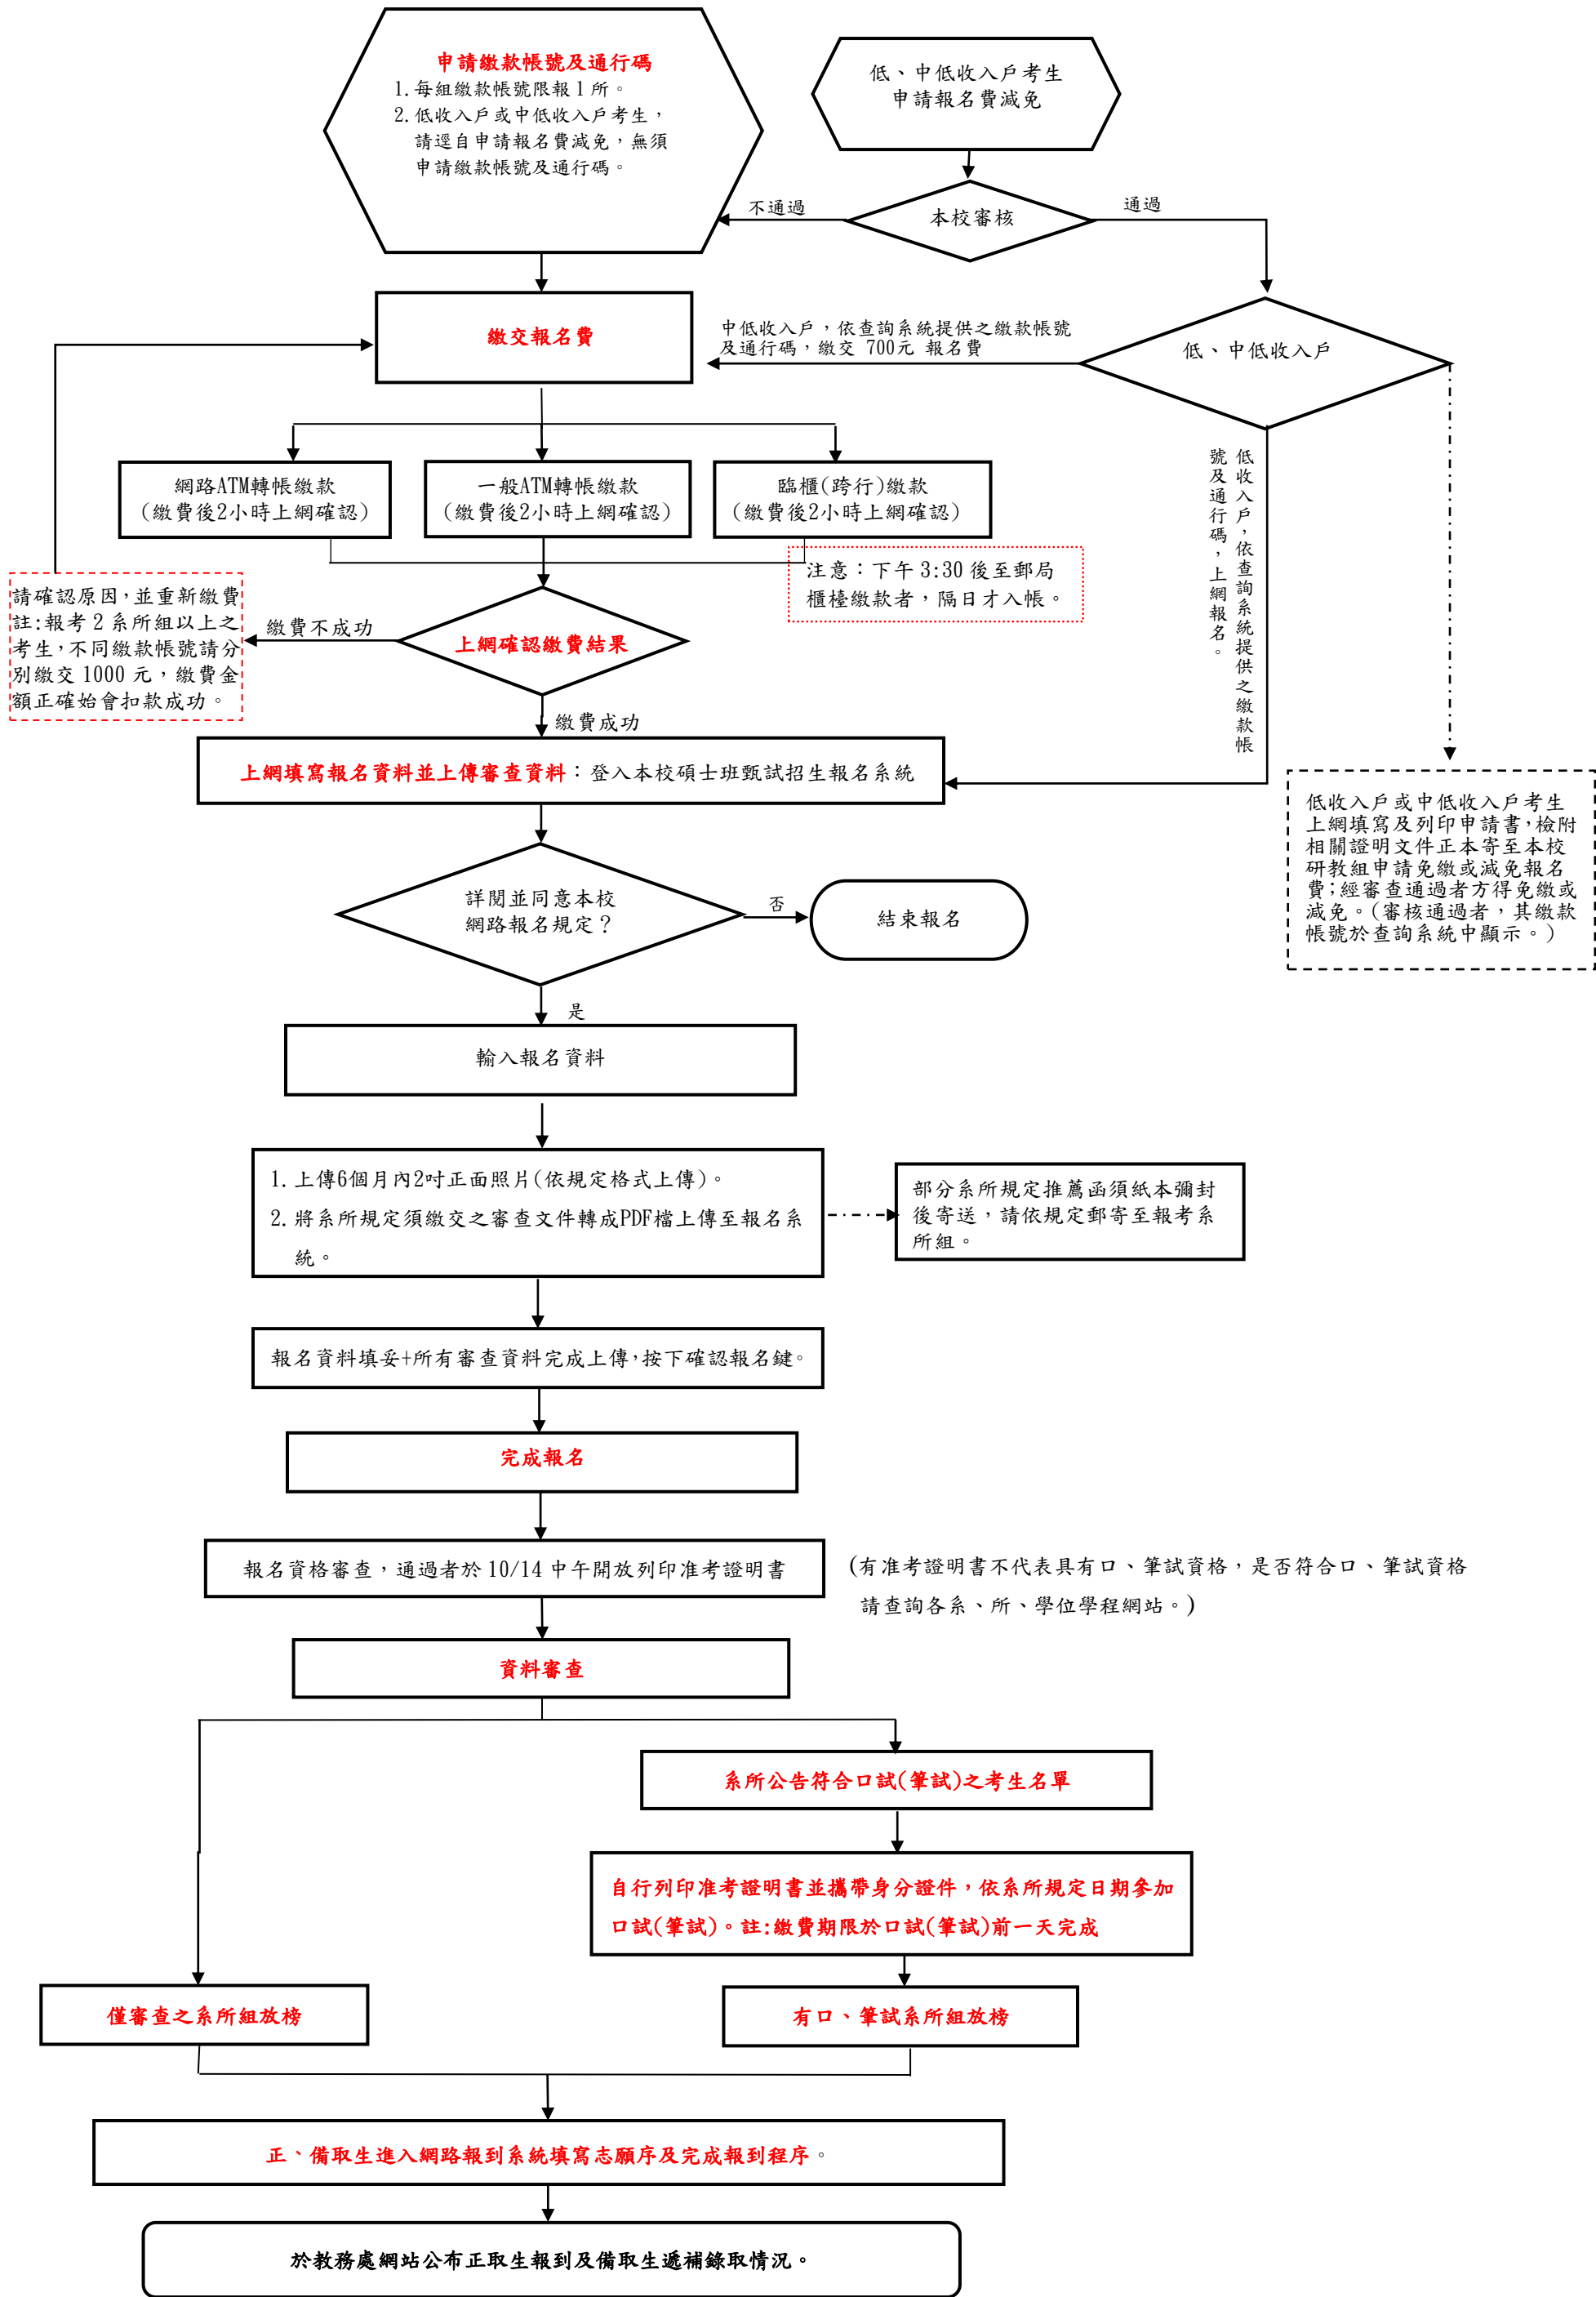 申請繳款帳號及通行碼
1. 每組繳款帳號限報 1 所。
2. 低收入戶或中低收入戶考生，
請逕自申請報名費減免，無須
申請繳款帳號及通行碼。
低、中低收入戶考生
申請報名費減免
不通過
本校審核
通過
繳交報名費
中低收入戶，依查詢系統提供之繳款帳號
及通行碼，繳交 700元 報名費
低、中低收入戶
網路ATM轉帳繳款
(繳費後2小時上網確認)
一般ATM轉帳繳款
(繳費後2小時上網確認)
臨櫃(跨行)繳款
(繳費後2小時上網確認)
低收入戶，依查詢系統提供之繳款帳
號及通行碼，上網報名。
注意：下午 3:30 後至郵局
櫃檯繳款者，隔日才入帳。
請確認原因，並重新繳費
註:報考 2 系所組以上之
考生，不同繳款帳號請分
別繳交 1000 元，繳費金
額正確始會扣款成功。
繳費不成功
上網確認繳費結果
繳費成功
上網填寫報名資料並上傳審查資料：登入本校碩士班甄試招生報名系統
低收入戶或中低收入戶考生
上網填寫及列印申請書，檢附
相關證明文件正本寄至本校
研教組申請免繳或減免報名
費；經審查通過者方得免繳或
減免。(審核通過者，其繳款
帳號於查詢系統中顯示。)
詳閱並同意本校
網路報名規定？
否
結束報名
是
輸入報名資料
1. 上傳6個月內2吋正面照片(依規定格式上傳)。
2. 將系所規定須繳交之審查文件轉成PDF檔上傳至報名系
統。
部分系所規定推薦函須紙本彌封
後寄送，請依規定郵寄至報考系
所組。
報名資料填妥+所有審查資料完成上傳，按下確認報名鍵。
完成報名
報名資格審查，通過者於 10/14 中午開放列印准考證明書
(有准考證明書不代表具有口、筆試資格，是否符合口、筆試資格
請查詢各系、所、學位學程網站。)
資料審查
系所公告符合口試(筆試)之考生名單
自行列印准考證明書並攜帶身分證件，依系所規定日期參加
口試(筆試)。註:繳費期限於口試(筆試)前一天完成
僅審查之系所組放榜
有口、筆試系所組放榜
正、備取生進入網路報到系統填寫志願序及完成報到程序。
於教務處網站公布正取生報到及備取生遞補錄取情況。